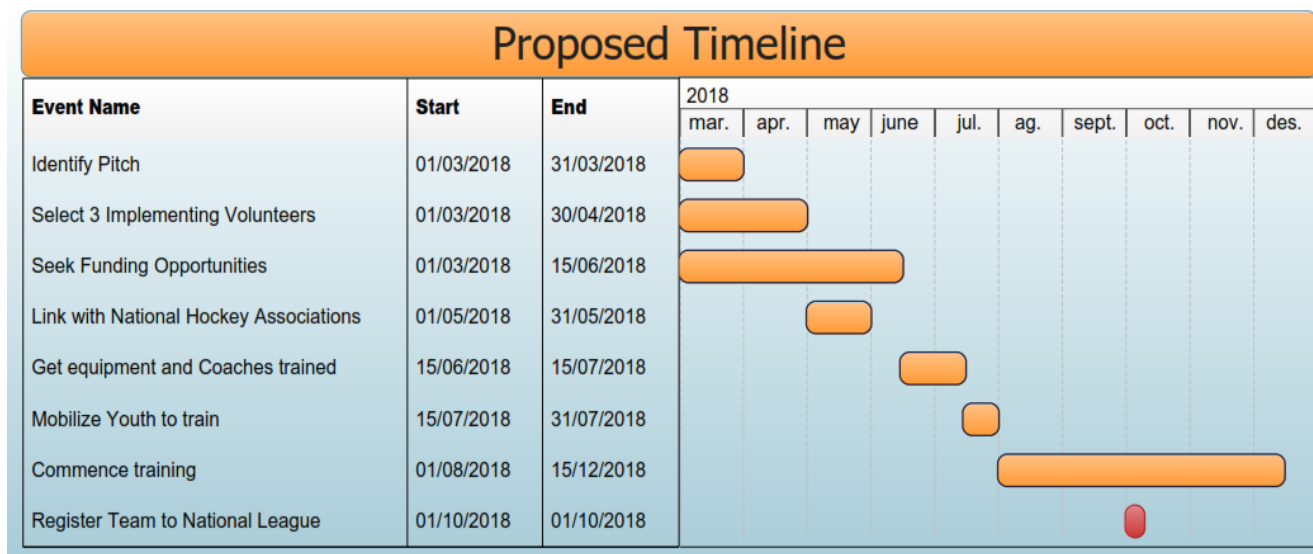 Proposed Timeline
Event Name Start End 2018
mar. apr. may june jul. ag. sept. oct. nov. des.
Identify Pitch 01/03/2018 31/03/2018
Select 3 Implementing Volunteers 01/03/2018 30/04/2018
Seek Funding Opportunities 01/03/2018 15/06/2018
Link with National Hockey Associations 01/05/2018 31/05/2018
Get equipment and Coaches trained 15/06/2018 15/07/2018
Mobilize Youth to train 15/07/2018 31/07/2018
Commence training 01/08/2018 15/12/2018
Register Team to National League 01/10/2018 01/10/2018